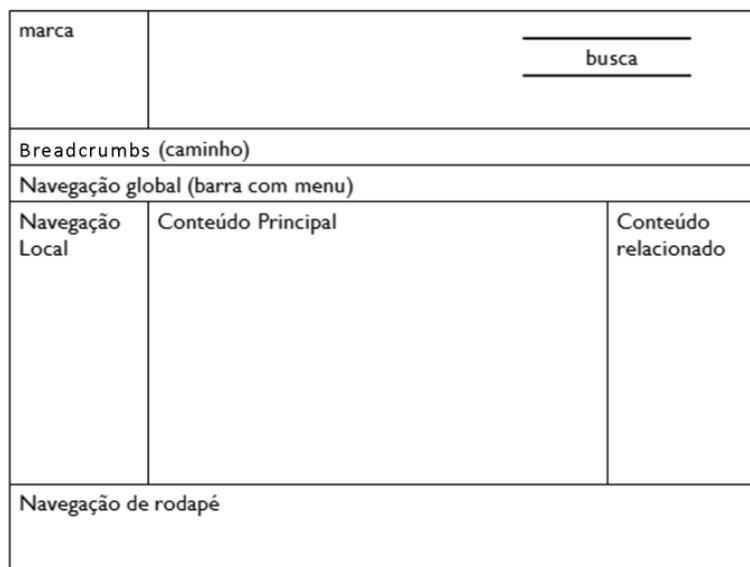 marca
busca
Breadcrumbs (caminho)
Navegação global (barra com menu)
Navegação
Local
Conteúdo Principal
Conteúdo
relacionado
Navegação de rodapé